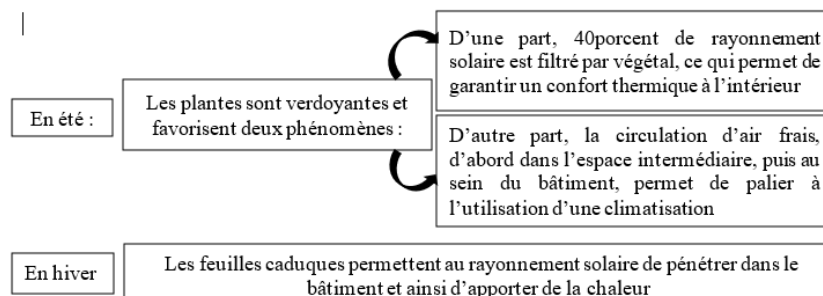 En été :
Les plantes sont verdoyantes et
favorisent deux phénomènes :
D’une part, 40porcent de rayonnement
solaire est filtré par végétal, ce qui permet de
garantir un confort thermique à l’intérieur
D’autre part, la circulation d’air frais,
d’abord dans l’espace intermédiaire, puis au
sein du bâtiment, permet de palier à
l’utilisation d’une climatisation
En hiver
Les feuilles caduques permettent au rayonnement solaire de pénétrer dans le
bâtiment et ainsi d’apporter de la chaleur